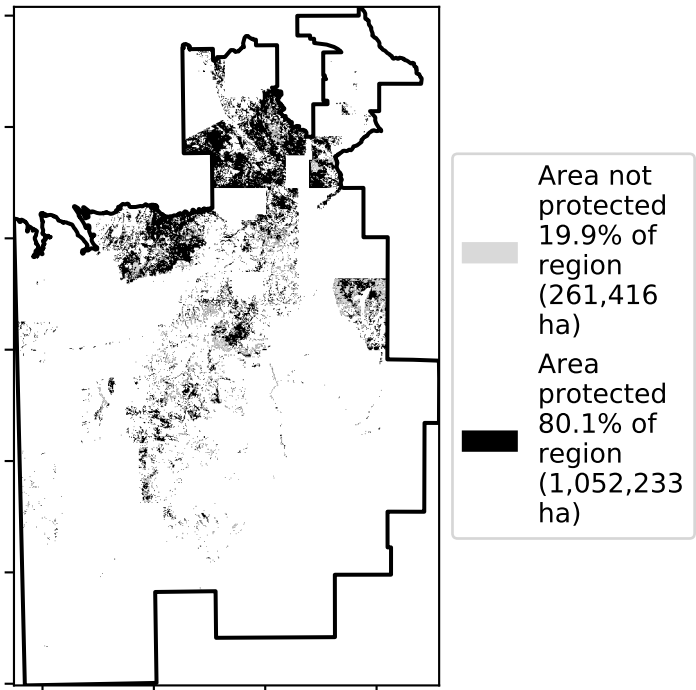 Area not
protected
19.9% of
region
(261,416
ha)
Area
protected
80.1% of
region
(1,052,233
ha)